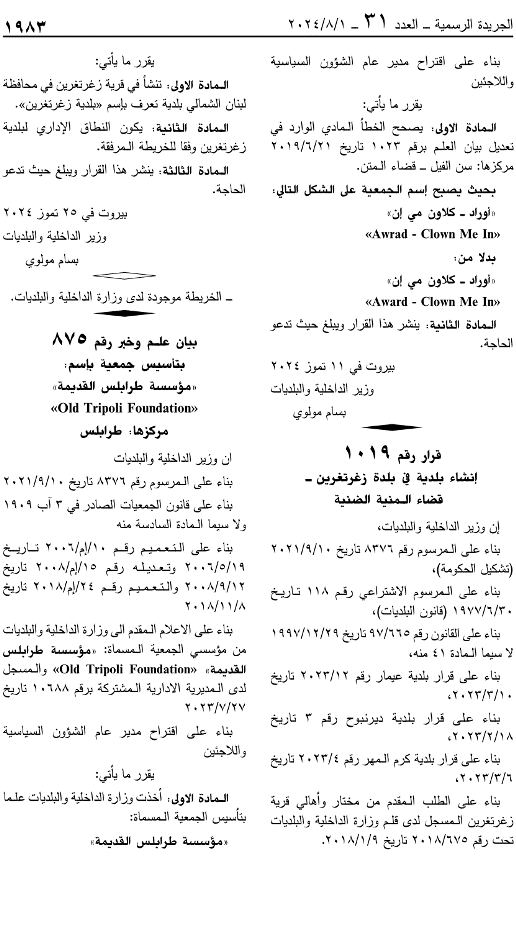 الجريدة الرسمية ـ العدد ٣١ ـ ٢٠٢٤/٨/١
١٩٨٣
بناء على اقتراح مدير عام الشؤون السياسية
واللاجئين
يقرر ما يأتي:
المادة الاولى: يصحح الخطأ المادي الوارد في
تعديل بيان العلم برقم ١٠٢٣ تاريخ ٢٠١٩/٦/٢١
مركزها: سن الفيل ـ قضاء المتن.
بحيث يصبح إسم الجمعية على الشكل التالي:
«أوراد ـ كلاون مي إن»
«Awrad - Clown Me In»
بدلا من:
«أوراد ـ كلاون مي إن»
«Award - Clown Me In»
المادة الثانية: ينشر هذا القرار ويبلغ حيث تدعو
الحاجة.
بيروت في ١١ تموز ٢٠٢٤
وزير الداخلية والبلديات
بسام مولوي
قرار رقم ١٠١٩
إنشاء بلدية في بلدة زغرتغرين ـ
قضاء المنية الضنية
إن وزير الداخلية والبلديات،
بناء على المرسوم رقم ٨٣٧٦ تاريخ ٢٠٢١/٩/١٠
(تشكيل الحكومة)،
بناء على المرسوم الاشتراعي رقم ١١٨ تاريخ
١٩٧٧/٦/٣٠ (قانون البلديات)،
بناء على القانون رقم ٩٧/٦٦٥ تاريخ ١٩٩٧/١٢/٢٩
لا سيما المادة ٤١ منه،
بناء على قرار بلدية عيمار رقم ٢٠٢٣/١٢ تاريخ
٢٠٢٣/٣/١٠،
بناء على قرار بلدية ديرنبوح رقم ٣ تاريخ
٢٠٢٣/٢/١٨،
بناء على قرار بلدية كرم المهر رقم ٢٠٢٣/٤ تاريخ
٢٠٢٣/٣/٦،
بناء على الطلب المقدم من مختار وأهالي قرية
زغرتغرين المسجل لدى قلم وزارة الداخلية والبلديات
تحت رقم ٢٠١٨/٦٧٥ تاريخ ٢٠١٨/١/٩.
يقرر ما يأتي:
المادة الاولى: تنشأ في قرية زغرتغرين في محافظة
لبنان الشمالي بلدية تعرف بإسم «بلدية زغرتغرين».
المادة الثانية: يكون النطاق الإداري لبلدية
زغرتغرين وفقا للخريطة المرفقة.
المادة الثالثة: ينشر هذا القرار ويبلغ حيث تدعو
الحاجة.
بيروت في ٢٥ تموز ٢٠٢٤
وزير الداخلية والبلديات
بسام مولوي
ـ الخريطة موجودة لدى وزارة الداخلية والبلديات.
بيان علم وخبر رقم ٨٧٥
بتأسيس جمعية بإسم:
«مؤسسة طرابلس القديمة»
«Old Tripoli Foundation»
مركزها: طرابلس
ان وزير الداخلية والبلديات
بناء على المرسوم رقم ٨٣٧٦ تاريخ ٢٠٢١/٩/١٠
بناء على قانون الجمعيات الصادر في ٣ آب ١٩٠٩
ولا سيما المادة السادسة منه
بناء على التعميم رقم ١٠/إم/٢٠٠٦ تاريخ
٢٠٠٦/٥/١٩ وتعديله رقم ١٥/إم/٢٠٠٨ تاريخ
٢٠٠٨/٩/١٢ والتعميم رقم ٢٤/إم/٢٠١٨ تاريخ
٢٠١٨/١١/٨
بناء على الاعلام المقدم الى وزارة الداخلية والبلديات
من مؤسسي الجمعية المسماة: «مؤسسة طرابلس
القديمة» «Old Tripoli Foundation» والمسجل
لدى المديرية الادارية المشتركة برقم ١٠٦٨٨ تاريخ
٢٠٢٣/٧/٢٧
بناء على اقتراح مدير عام الشؤون السياسية
واللاجئين
يقرر ما يأتي:
المادة الاولى: أخذت وزارة الداخلية والبلديات علما
بتأسيس الجمعية المسماة:
«مؤسسة طرابلس القديمة»